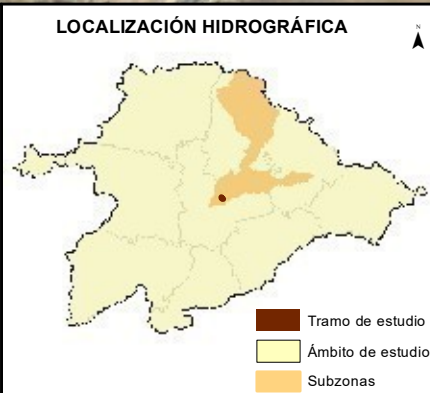 LOCALIZACIÓN HIDROGRÁFICA
N
Tramo de estudio
Ámbito de estudio
Subzonas